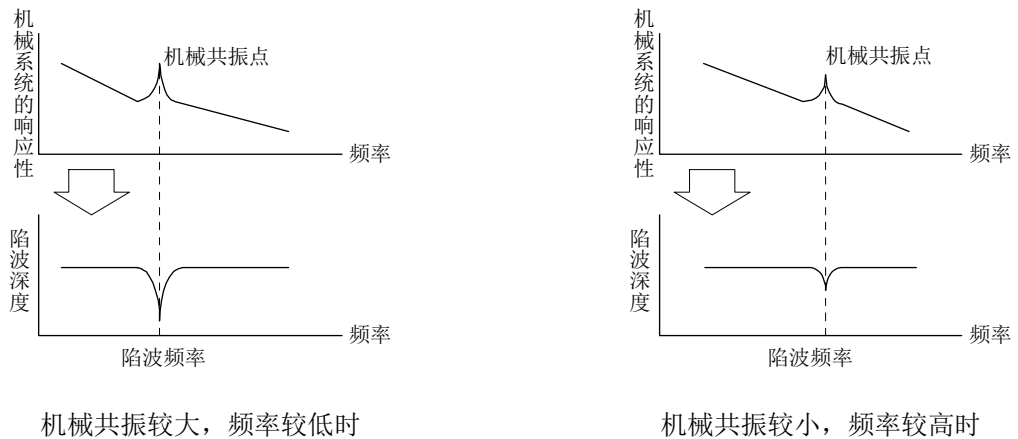 机械系统的响应性
机械共振点
频率
陷波深度
频率
陷波频率
机械共振较大，频率较低时
机械系统的响应性
机械共振点
频率
陷波深度
频率
陷波频率
机械共振较小，频率较高时